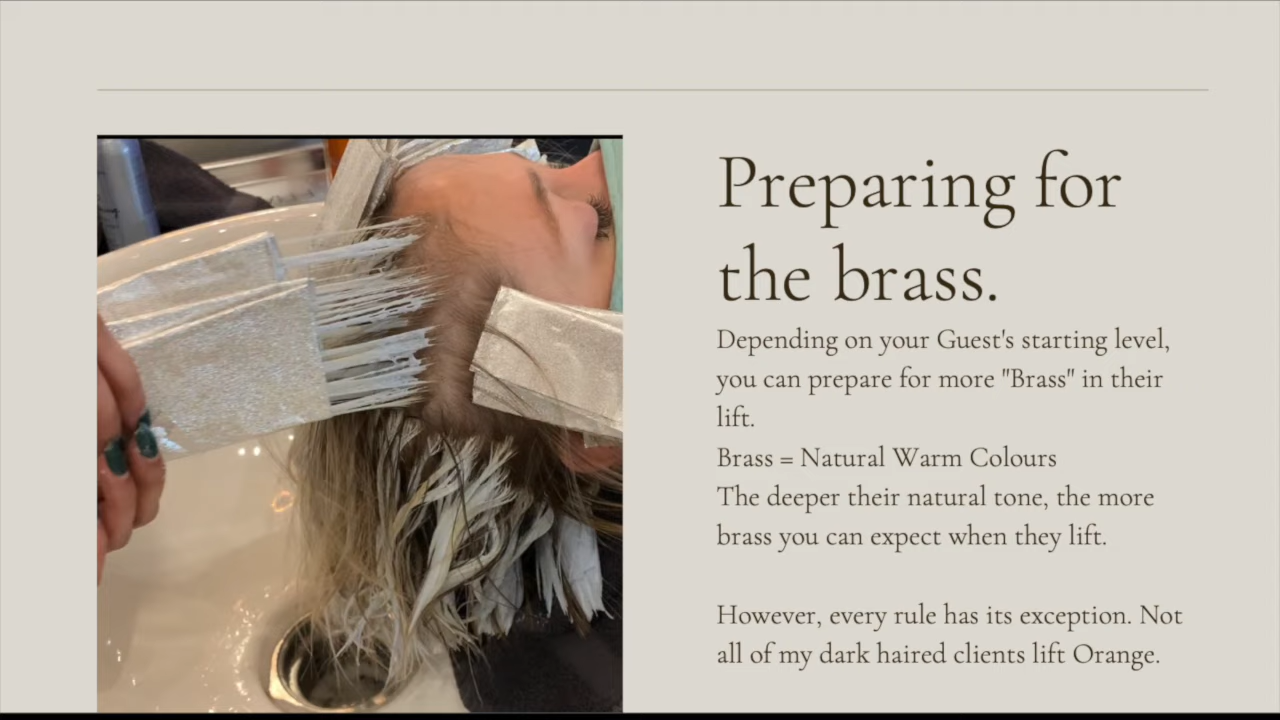 Preparing for
the brass.
Depending on your Guest's starting level,
you can prepare for more "Brass" in their
lift.
Brass = Natural Warm Colours
The deeper their natural tone, the more
brass you can expect when they lift.
However, every rule has its exception. Not
all of my dark haired clients lift Orange.